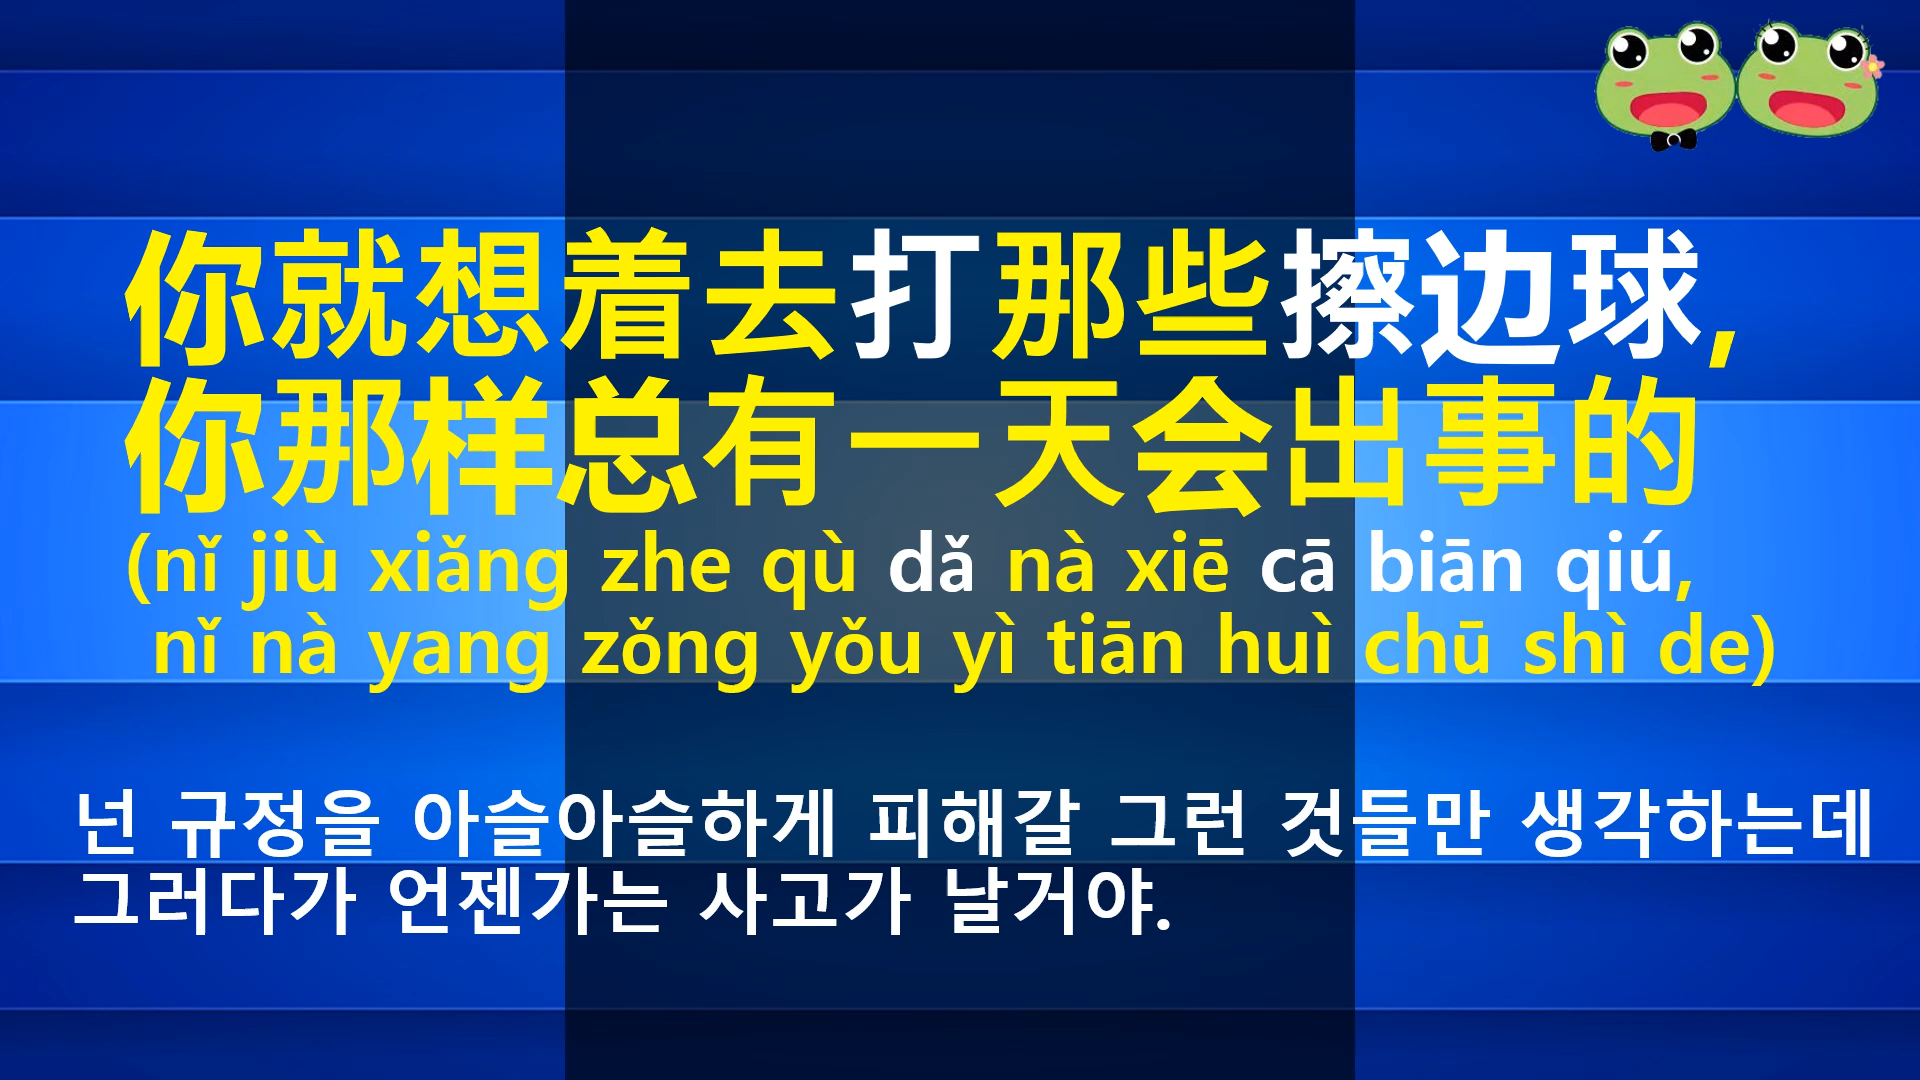 你就想着去打那些擦边球,
你那样总有一天会出事的
(nǐ jiù xiǎng zhe qù dǎ nà xiē cā biān qiú,
nǐ nà yang zǒng yǒu yì tiān huì chū shì de)
넌 규정을 아슬아슬하게 피해갈 그런 것들만 생각하는데
그러다가 언젠가는 사고가 날거야.